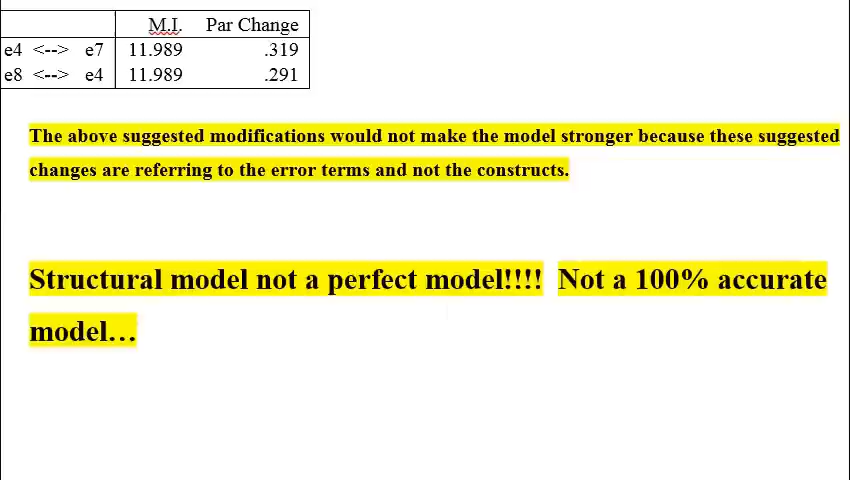 M.I. Par Change
e4 <--> e7 11.989 .319
e8 <--> e4 11.989 .291
The above suggested modifications would not make the model stronger because these suggested
changes are referring to the error terms and not the constructs.
Structural model not a perfect model!!!! Not a 100% accurate
model…